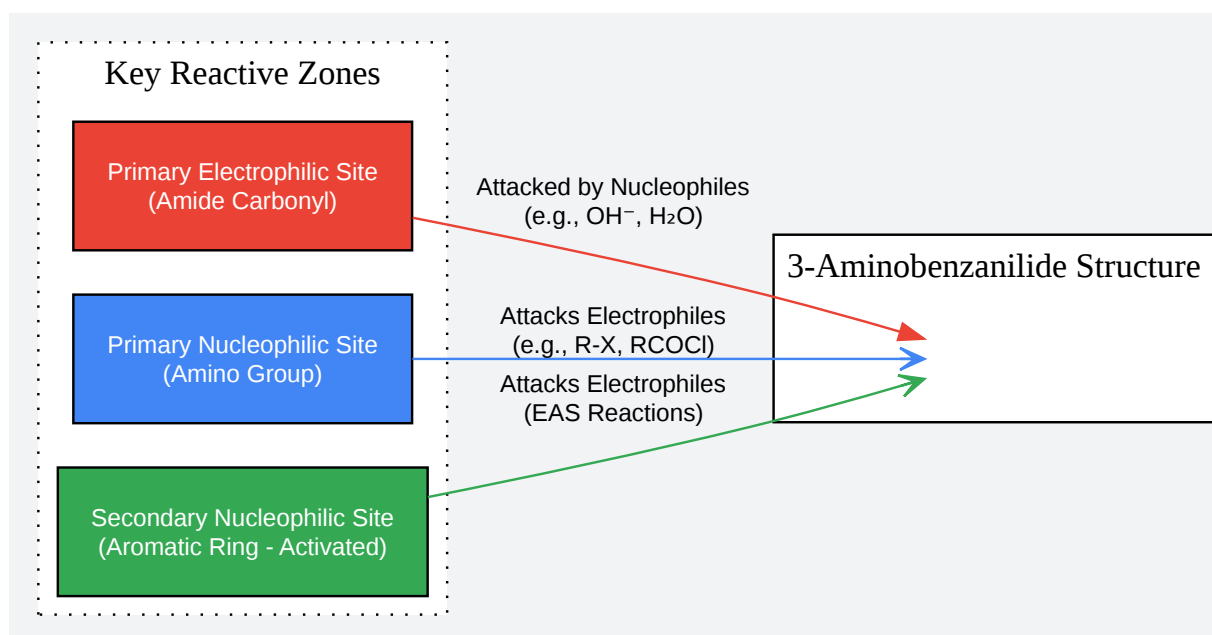 Key Reactive Zones
Primary Electrophilic Site
(Amide Carbonyl)
Attacked by Nucleophiles
(e.g., OH⁻, H₂O)
3-Aminobenzanilide Structure
Primary Nucleophilic Site
(Amino Group)
Attacks Electrophiles
(e.g., R-X, RCOCl)
Attacks Electrophiles
(EAS Reactions)
Secondary Nucleophilic Site
(Aromatic Ring - Activated)